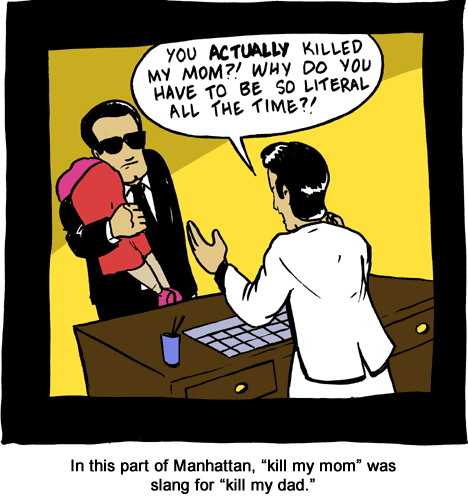 YOU ACTUALLY KILLED
MY MOM?! WHY DO YOU
HAVE TO BE SO LITERAL
ALL THE TIME?!
In this part of Manhattan, “kill my mom” was
slang for “kill my dad.”